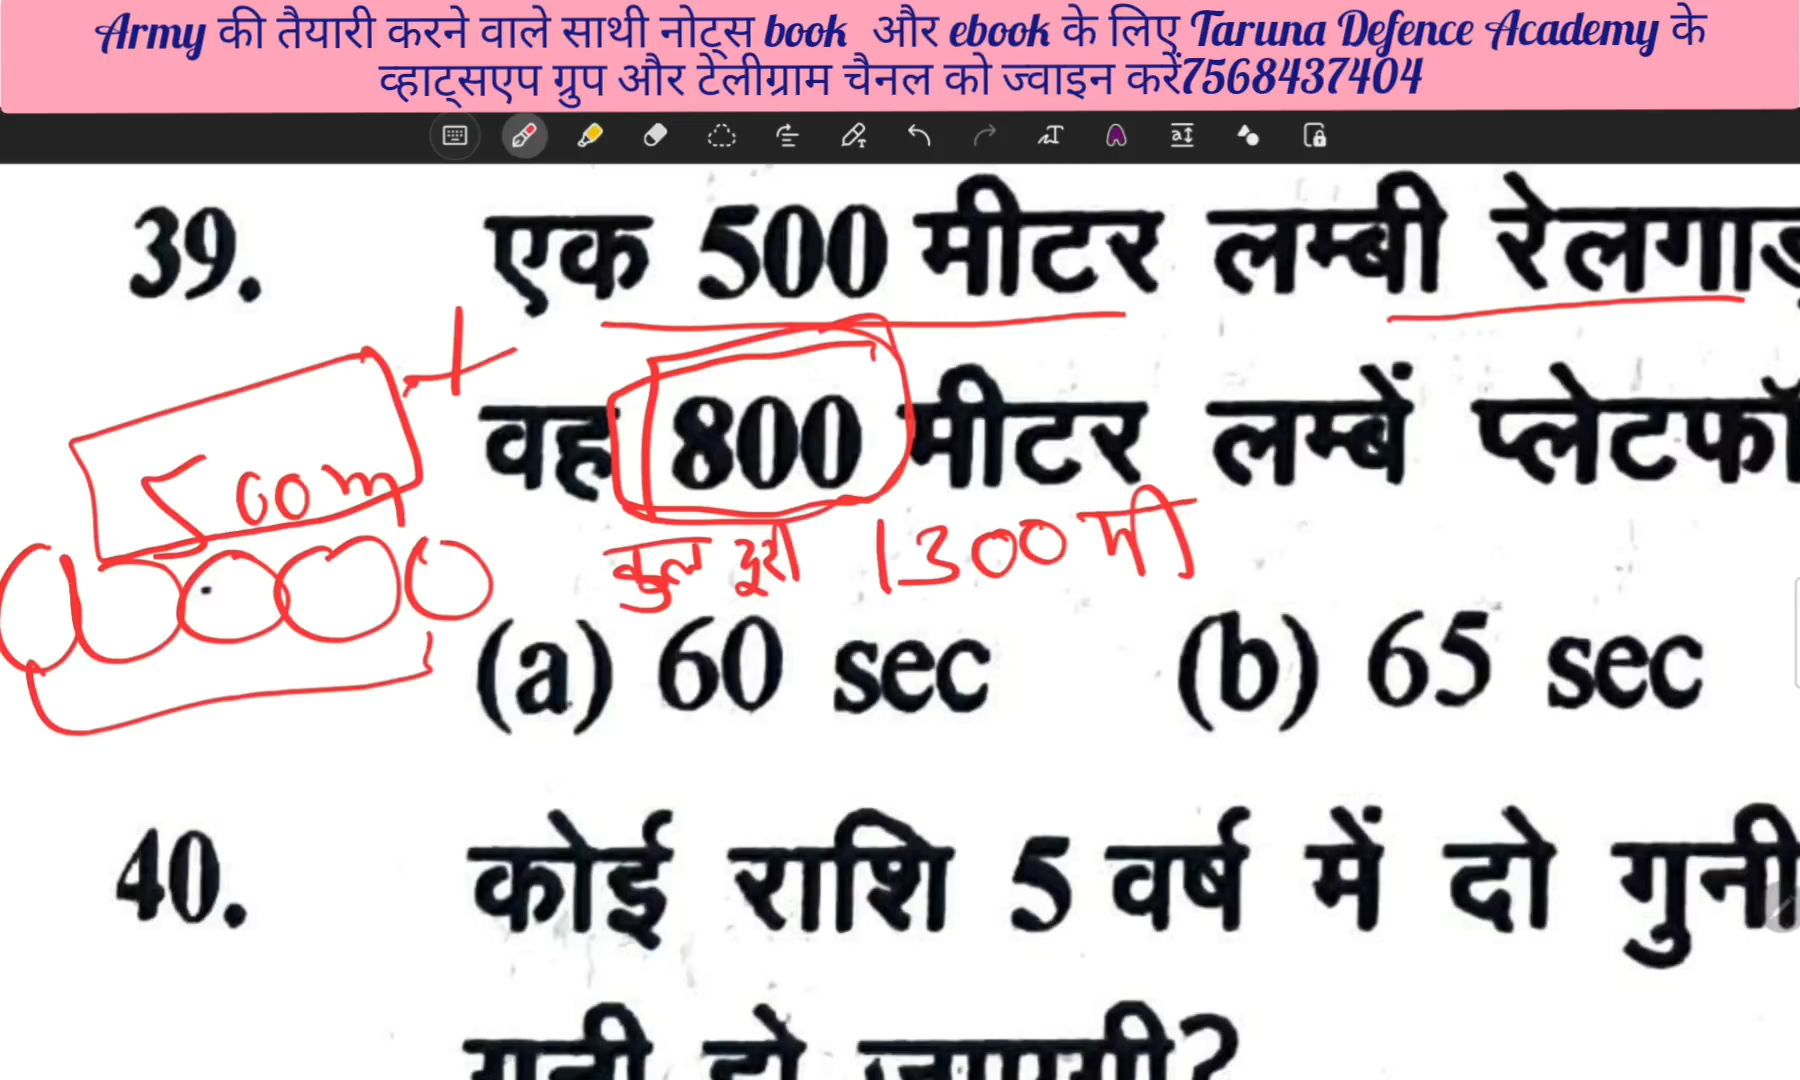 Army की तैयारी करने वाले साथी नोट्स book और ebook के लिए Taruna Defence Academy के
व्हाट्सएप ग्रुप और टेलीग्राम चैनल को ज्वाइन करें7568437404
39. एक 500 मीटर लम्बी रेलगाड़
+
वह 800 मीटर लम्बें प्लेटफॉ
500m
कुल दूरी 1300 मी
(a) 60 sec (b) 65 sec
40. कोई राशि 5 वर्ष में दो गुनी
गुनी हो जाएगी?